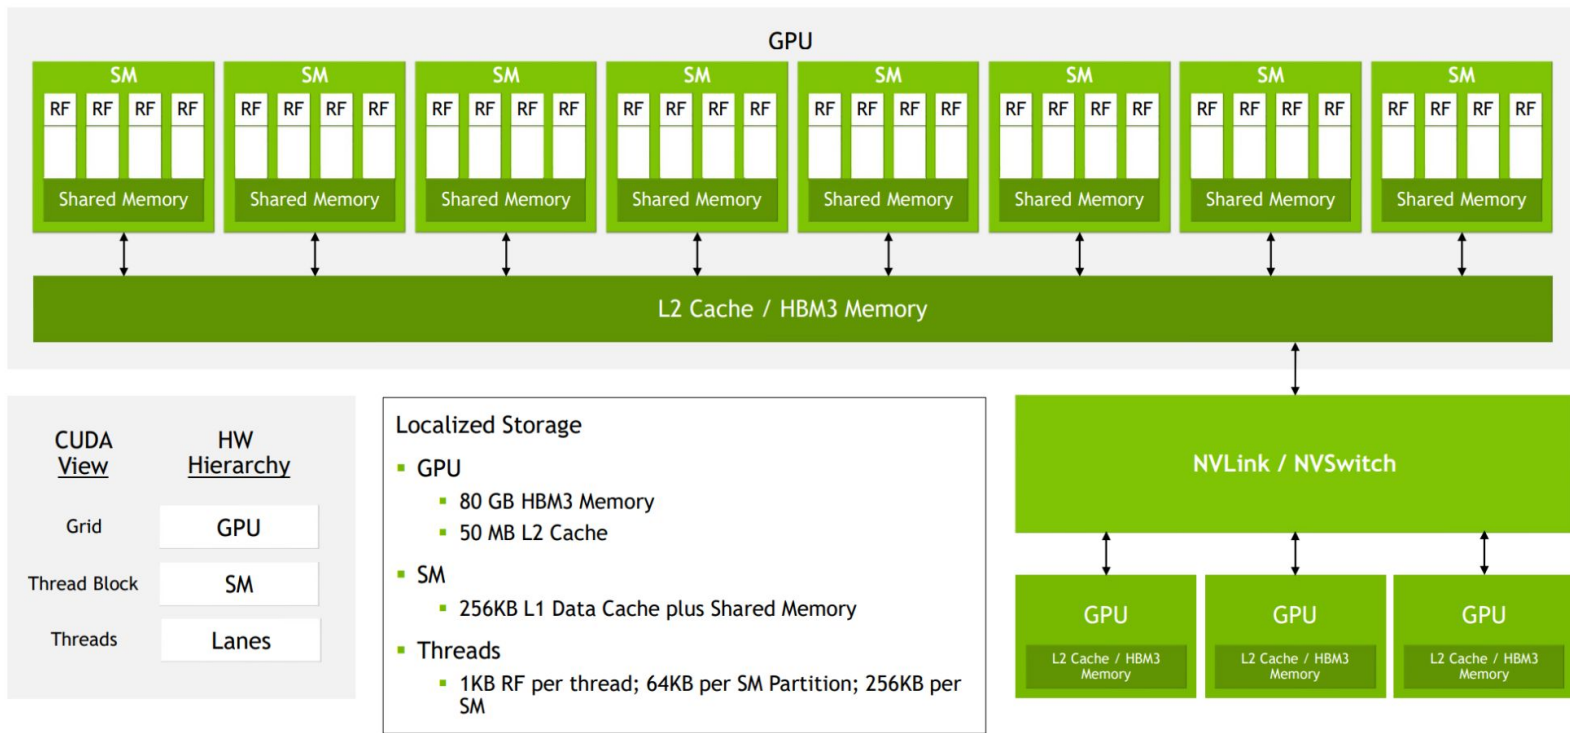 GPU
SM SM SM SM SM SM SM SM
RF RF RF RF RF RF RF RF RF RF RF RF RF RF RF RF RF RF RF RF RF RF RF RF RF RF RF RF RF RF RF RF
Shared Memory Shared Memory Shared Memory Shared Memory Shared Memory Shared Memory Shared Memory Shared Memory
L2 Cache / HBM3 Memory
CUDA
View
HW
Hierarchy
Grid GPU
Thread Block SM
Threads Lanes
Localized Storage
▪ GPU
▪ 80 GB HBM3 Memory
▪ 50 MB L2 Cache
▪ SM
▪ 256KB L1 Data Cache plus Shared Memory
▪ Threads
▪ 1KB RF per thread; 64KB per SM Partition; 256KB per
SM
NVLink / NVSwitch
GPU
L2 Cache / HBM3
Memory
GPU
L2 Cache / HBM3
Memory
GPU
L2 Cache / HBM3
Memory